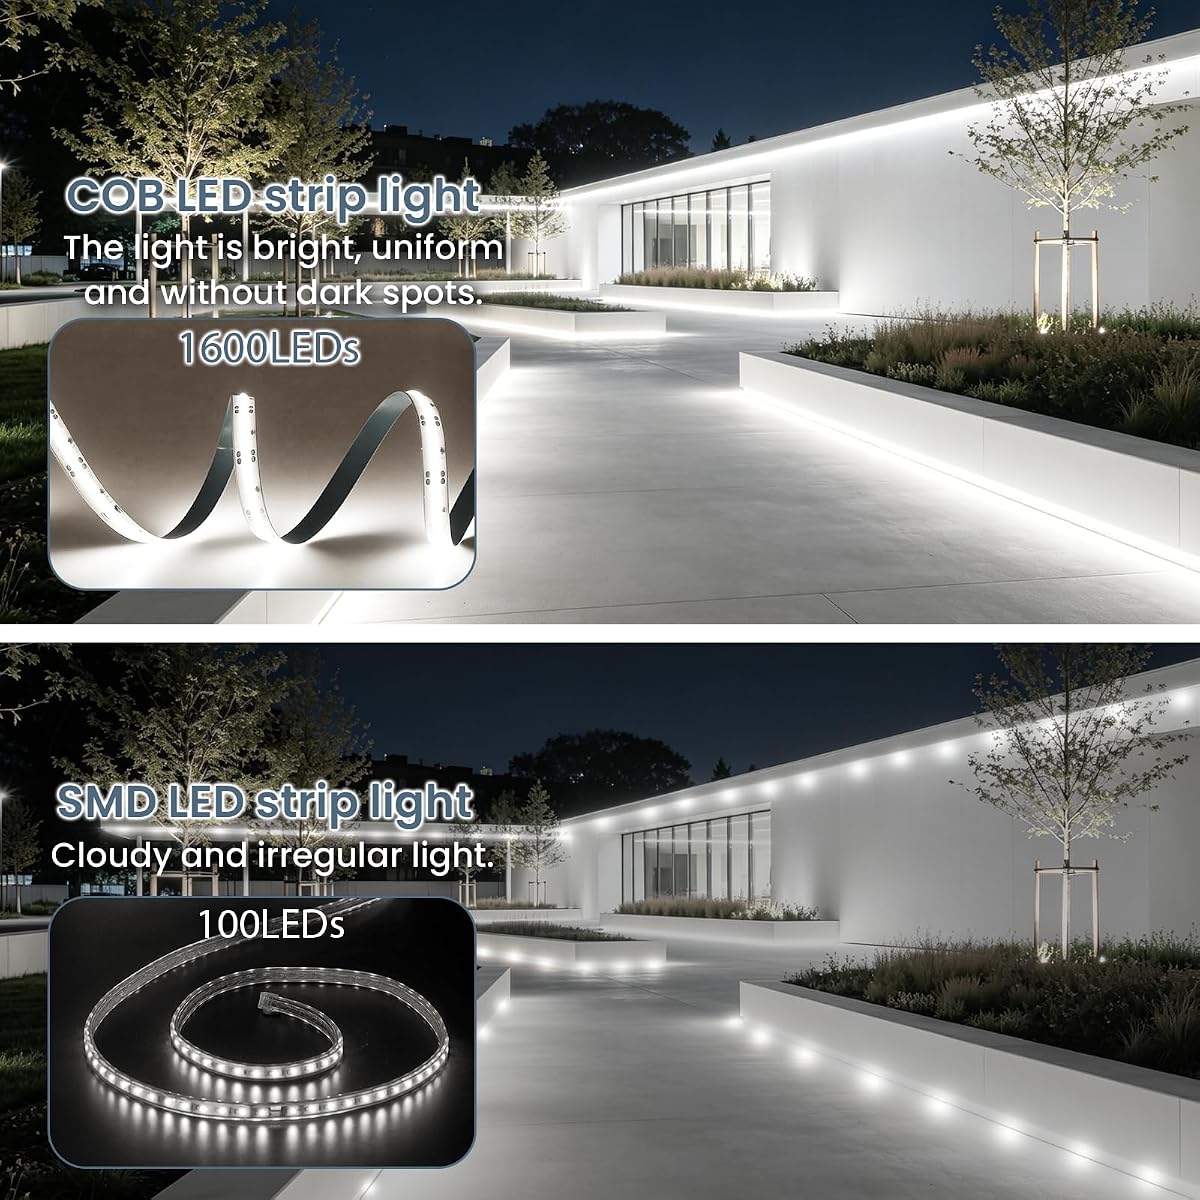 COB LED strip light
The light is bright, uniform
and without dark spots.
1600LEDs
SMD LED strip light
Cloudy and irregular light.
100LEDs